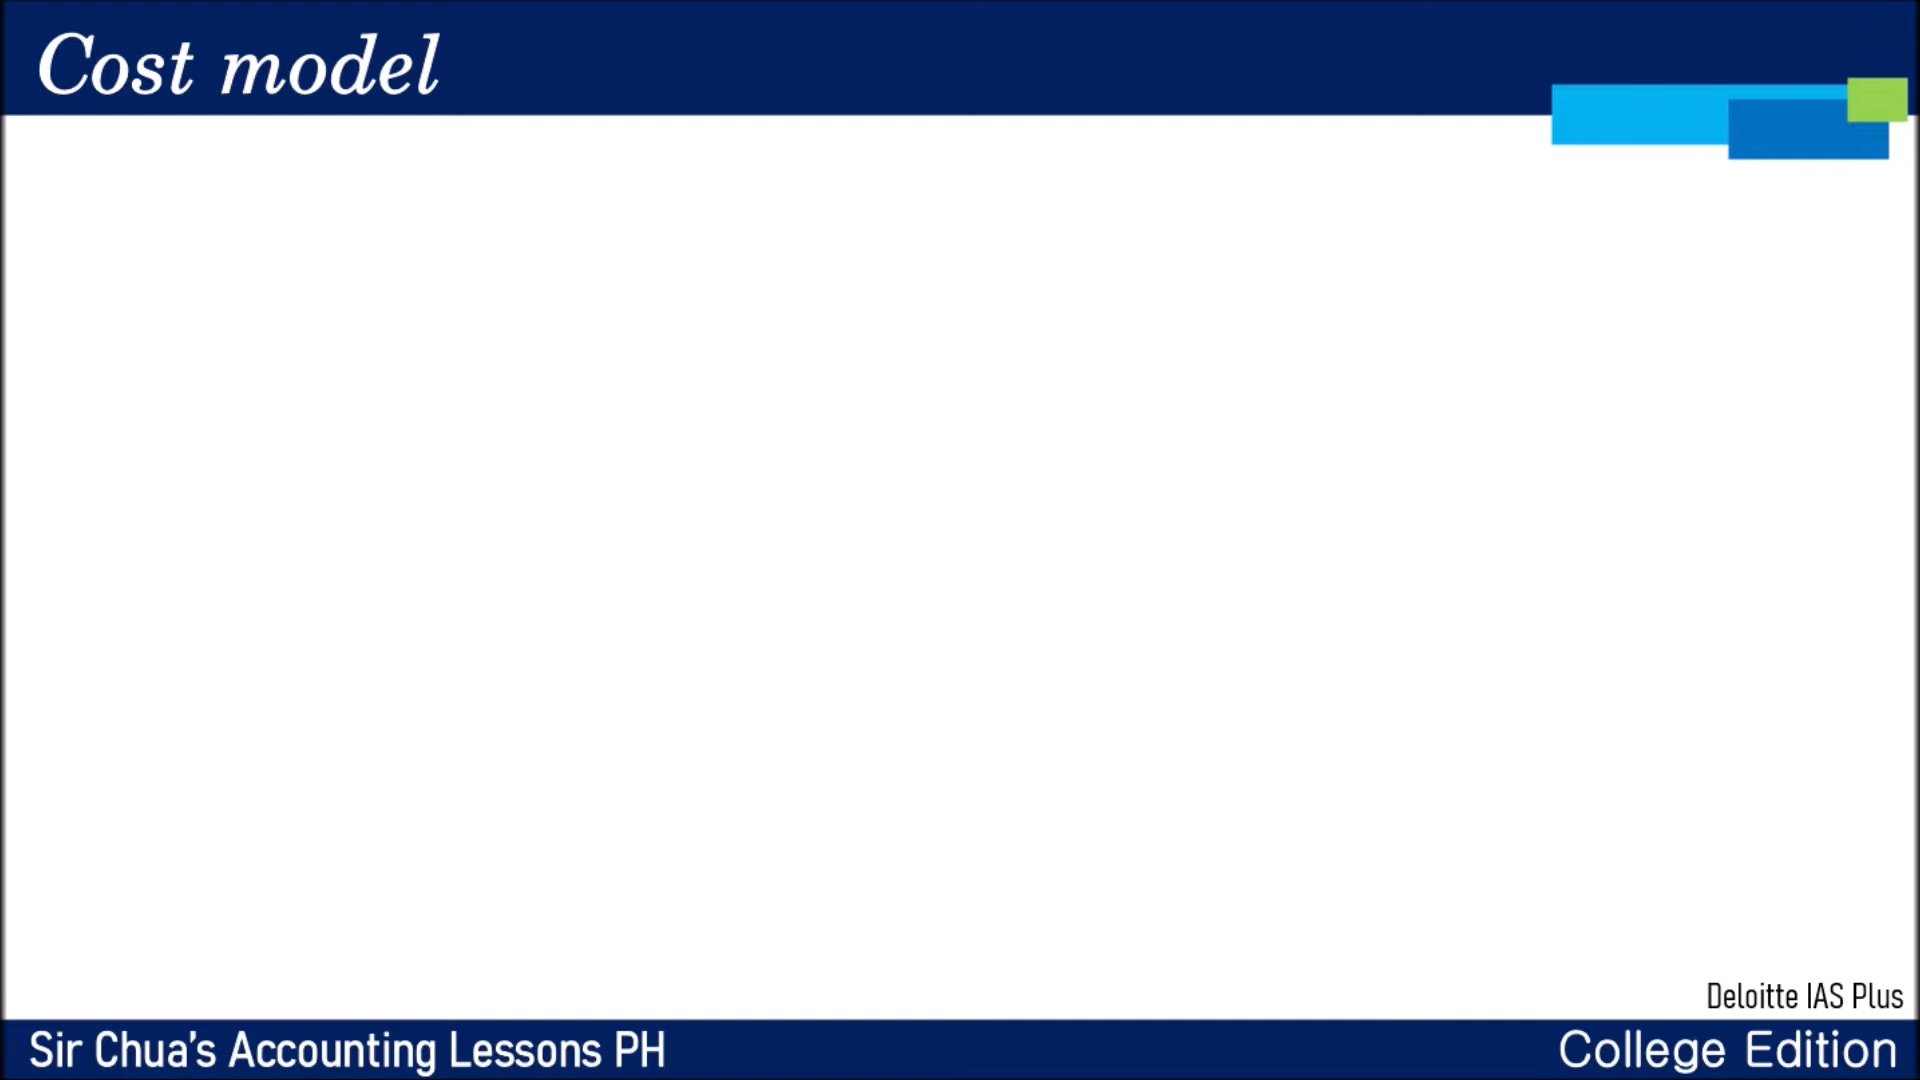 Cost model
Deloitte IAS Plus
Sir Chua's Accounting Lessons PH
College Edition